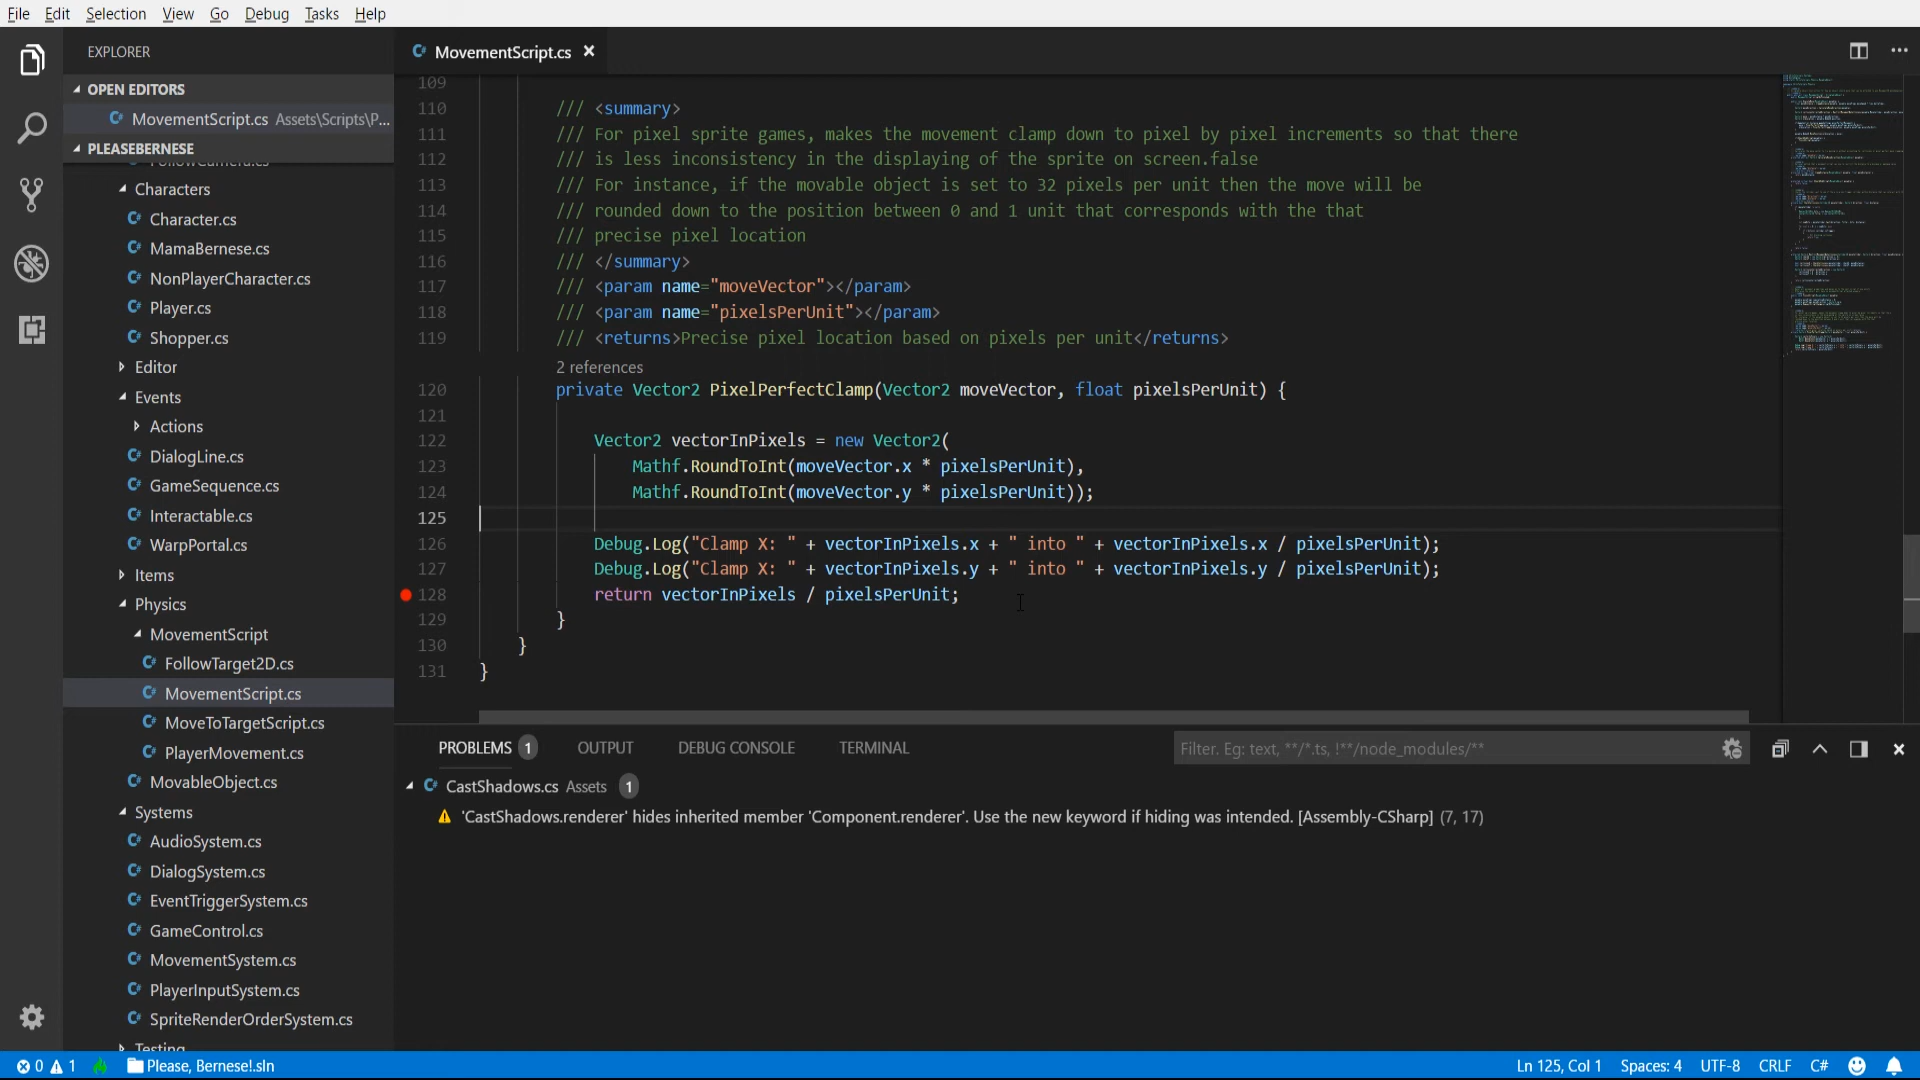 File Edit Selection View Go Debug Tasks Help
EXPLORER
OPEN EDITORS
MovementScript.cs Assets\Scripts\P...
PLEASEBERNESE
FollowCamera.cs
Characters
Character.cs
MamaBernese.cs
NonPlayerCharacter.cs
Player.cs
Shopper.cs
Editor
Events
Actions
DialogLine.cs
GameSequence.cs
Interactable.cs
WarpPortal.cs
Items
Physics
MovementScript
FollowTarget2D.cs
MovementScript.cs
MoveToTargetScript.cs
PlayerMovement.cs
MovableObject.cs
Systems
AudioSystem.cs
DialogSystem.cs
EventTriggerSystem.cs
GameControl.cs
MovementSystem.cs
PlayerInputSystem.cs
SpriteRenderOrderSystem.cs
Testing
MovementScript.cs
109
110 /// <summary>
111 /// For pixel sprite games, makes the movement clamp down to pixel by pixel increments so that there
112 /// is less inconsistency in the displaying of the sprite on screen.false
113 /// For instance, if the movable object is set to 32 pixels per unit then the move will be
114 /// rounded down to the position between 0 and 1 unit that corresponds with the that
115 /// precise pixel location
116 /// </summary>
117 /// <param name="moveVector"></param>
118 /// <param name="pixelsPerUnit"></param>
119 /// <returns>Precise pixel location based on pixels per unit</returns>
2 references
120 private Vector2 PixelPerfectClamp(Vector2 moveVector, float pixelsPerUnit) {
121
122 Vector2 vectorInPixels = new Vector2(
123 Mathf.RoundToInt(moveVector.x * pixelsPerUnit),
124 Mathf.RoundToInt(moveVector.y * pixelsPerUnit));
125
126 Debug.Log("Clamp X: " + vectorInPixels.x + " into " + vectorInPixels.x / pixelsPerUnit);
127 Debug.Log("Clamp X: " + vectorInPixels.y + " into " + vectorInPixels.y / pixelsPerUnit);
128 return vectorInPixels / pixelsPerUnit;
129 }
130 }
131 }
PROBLEMS 1 OUTPUT DEBUG CONSOLE TERMINAL Filter. Eg: text, **/*.ts, !**/node_modules/**
CastShadows.cs Assets 1
'CastShadows.renderer' hides inherited member 'Component.renderer'. Use the new keyword if hiding was intended. [Assembly-CSharp] (7, 17)
0 1 Please, Bernese!.sln Ln 125, Col 1 Spaces: 4 UTF-8 CRLF C#